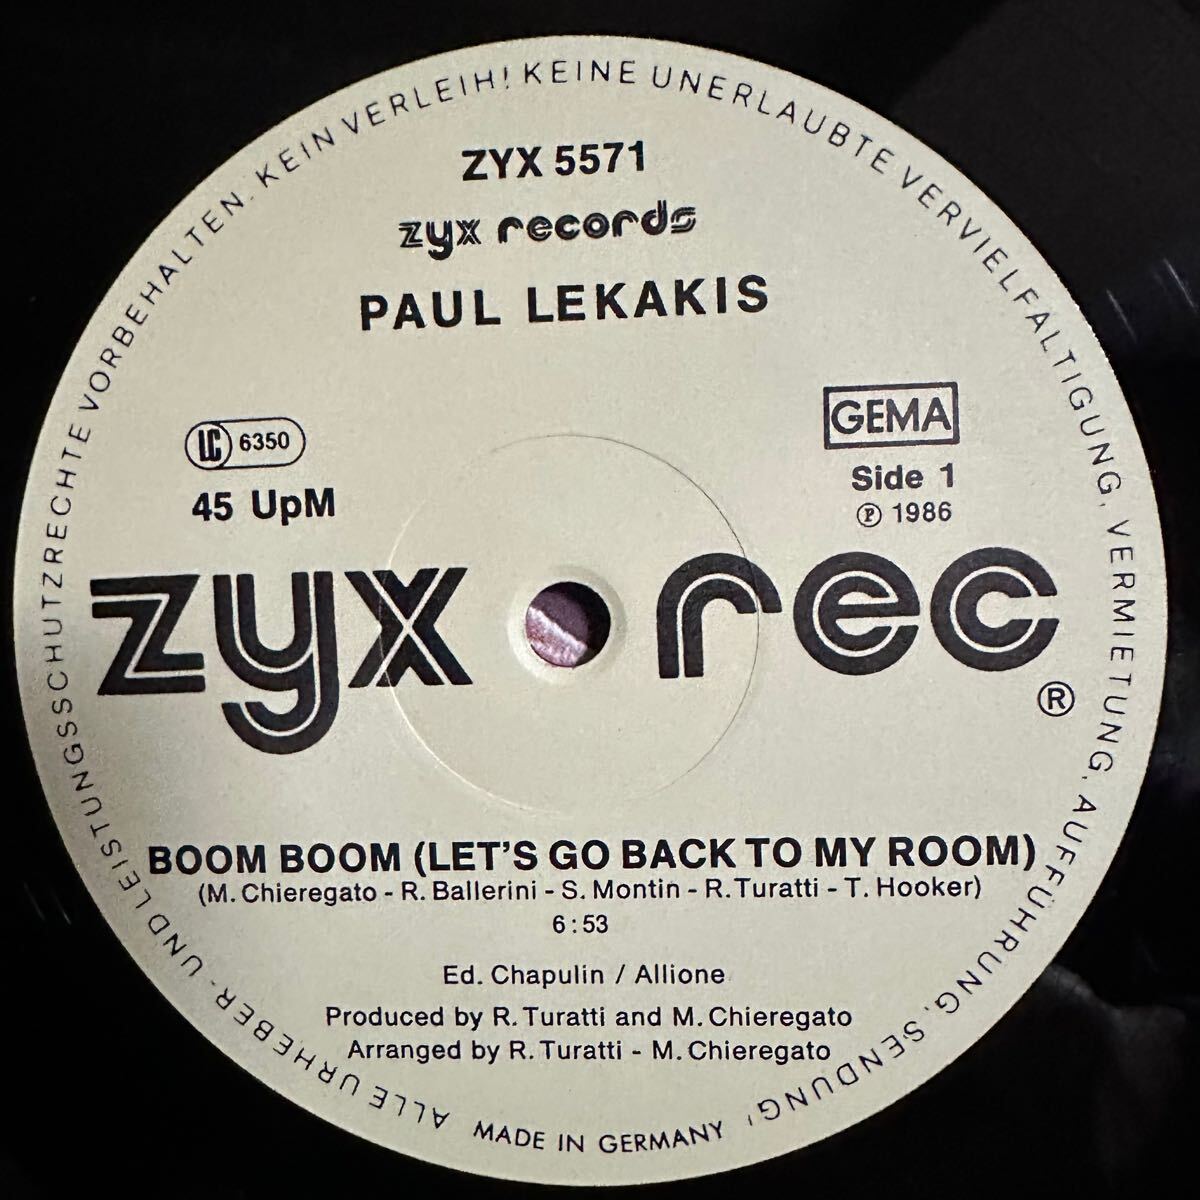 ALLE URHEBER- UND LEISTUNGSSCHUTZRECHTE VORBEHALTEN. KEIN VERLEIH! KEINE UNERLAUBTE VERVIELFÄLTIGUNG, VERMIETUNG, AUFFÜHRUNG, SENDUNG!
ZYX 5571
zyx records
PAUL LEKAKIS
LC 6350
45 UpM
GEMA
Side 1
℗ 1986
zyx rec
®
BOOM BOOM (LET'S GO BACK TO MY ROOM)
(M. Chieregato - R. Ballerini - S. Montin - R. Turatti - T. Hooker)
6:53
Ed. Chapulin / Allione
Produced by R. Turatti and M. Chieregato
Arranged by R. Turatti - M. Chieregato
MADE IN GERMANY